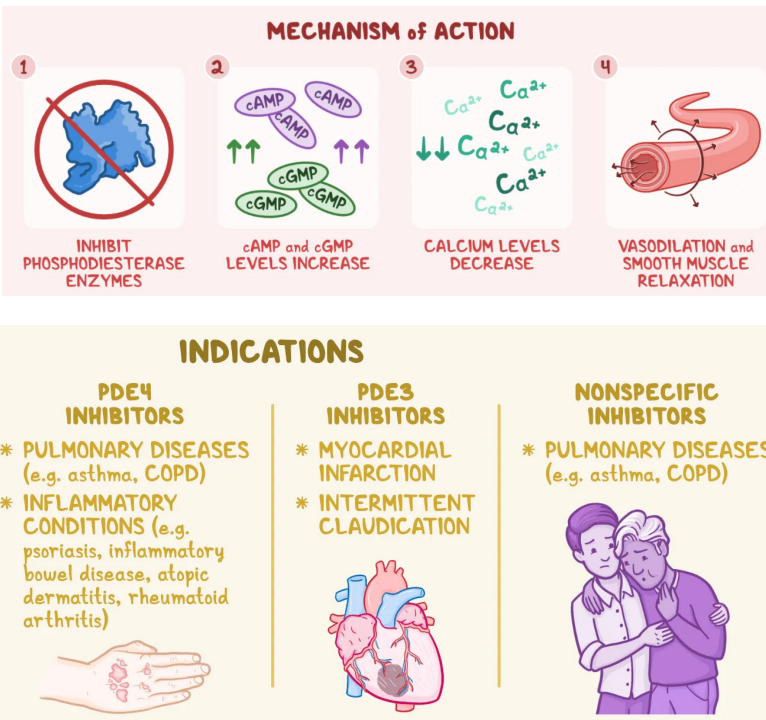 MECHANISM of ACTION
1
2
3
4
cAMP
cAMP
cAMP
cGMP
cGMP
cGMP
Ca²⁺
Ca²⁺
Ca²⁺
Ca²⁺
Ca²⁺
Ca²⁺
Ca²⁺
INHIBIT
PHOSPHODIESTERASE
ENZYMES
cAMP and cGMP
LEVELS INCREASE
CALCIUM LEVELS
DECREASE
VASODILATION and
SMOOTH MUSCLE
RELAXATION
INDICATIONS
PDE4
INHIBITORS
* PULMONARY DISEASES
(e.g. asthma, COPD)
* INFLAMMATORY
CONDITIONS (e.g.
psoriasis, inflammatory
bowel disease, atopic
dermatitis, rheumatoid
arthritis)
PDE3
INHIBITORS
* MYOCARDIAL
INFARCTION
* INTERMITTENT
CLAUDICATION
NONSPECIFIC
INHIBITORS
* PULMONARY DISEASES
(e.g. asthma, COPD)